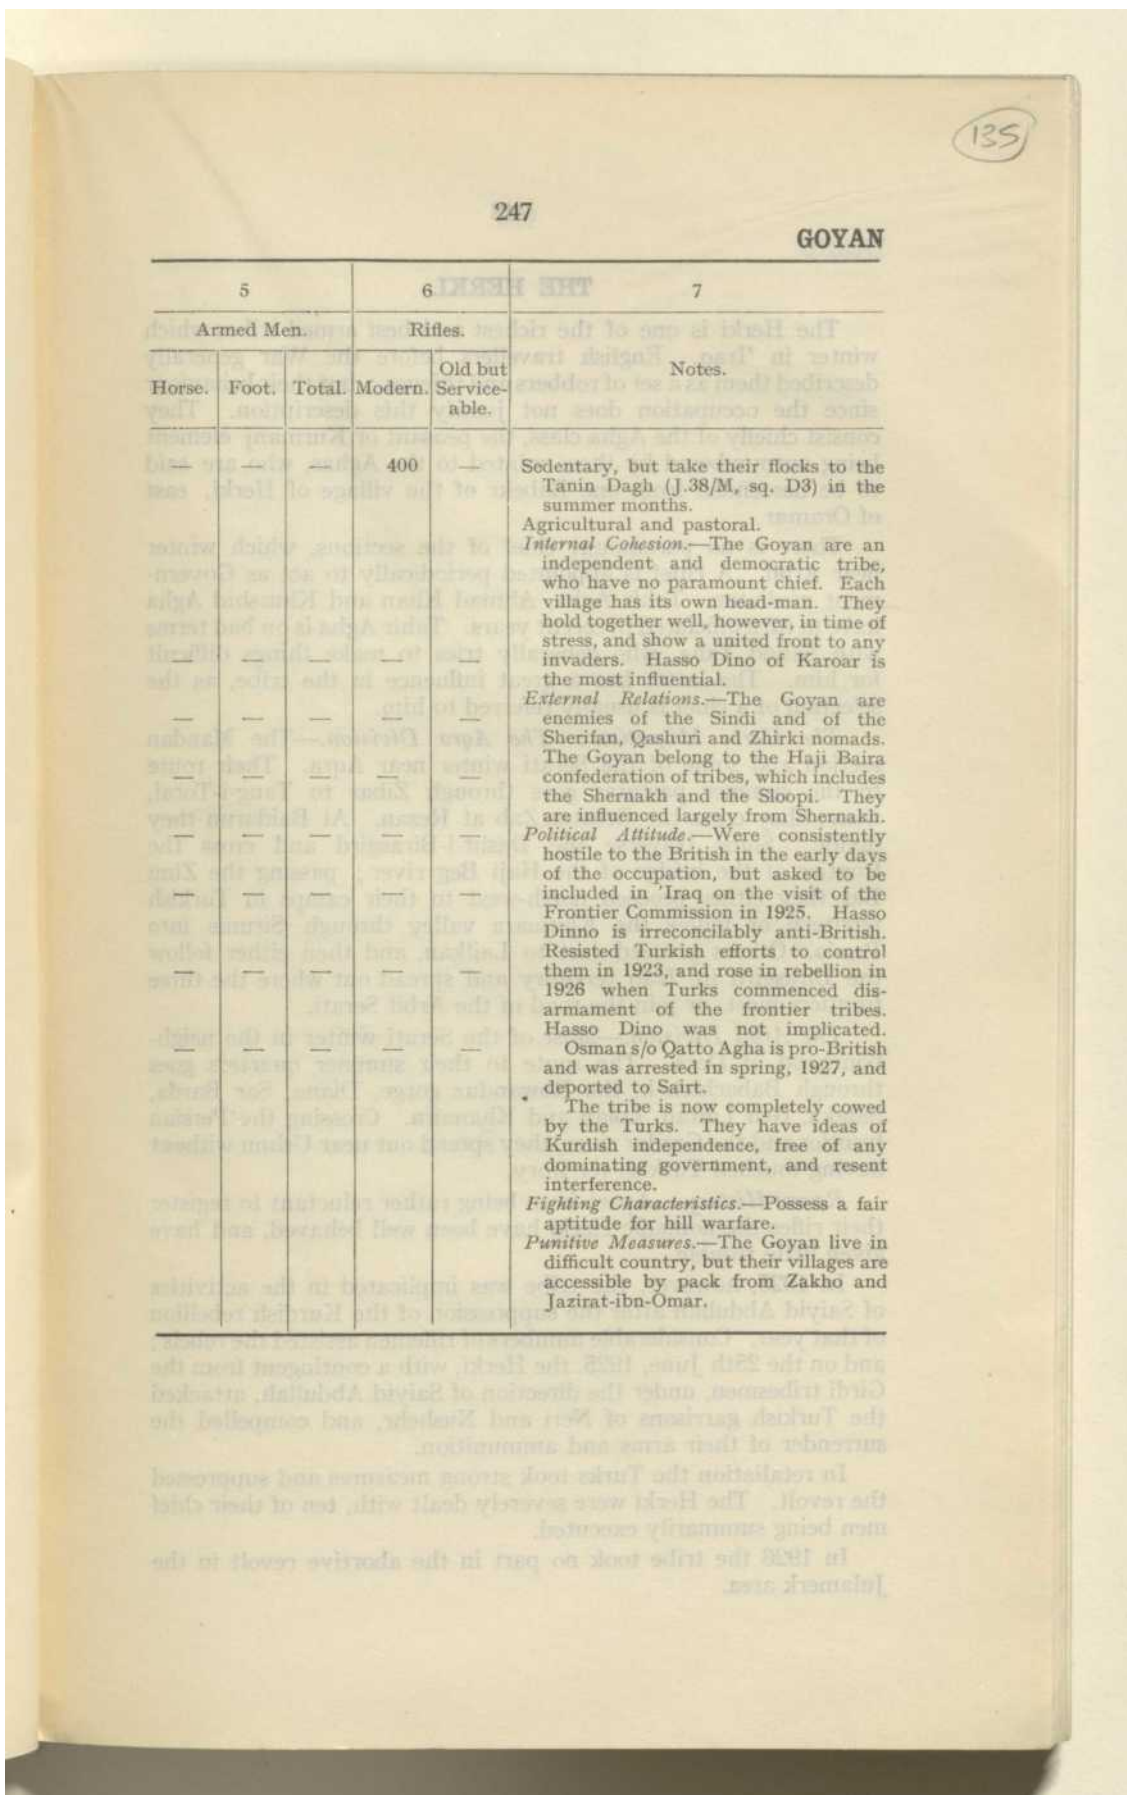 135
247
GOYAN
5 6 7
Armed Men. Rifles. Notes.
Horse. Foot. Total. Modern. Old but
Service-
able.
— — — 400 — Sedentary, but take their flocks to the
Tanin Dagh (J.38/M, sq. D3) in the
summer months.
Agricultural and pastoral.
Internal Cohesion.—The Goyan are an
independent and democratic tribe,
who have no paramount chief. Each
village has its own head-man. They
hold together well, however, in time of
stress, and show a united front to any
— — — — — invaders. Hasso Dino of Karoar is
the most influential.
External Relations.—The Goyan are
— — — — — enemies of the Sindi and of the
Sherifan, Qashuri and Zhirki nomads.
The Goyan belong to the Haji Baira
— — — — — confederation of tribes, which includes
the Shernakh and the Sloopi. They
are influenced largely from Shernakh.
— — — — — Political Attitude.—Were consistently
hostile to the British in the early days
of the occupation, but asked to be
— — — — — included in 'Iraq on the visit of the
Frontier Commission in 1925. Hasso
Dinno is irreconcilably anti-British.
Resisted Turkish efforts to control
— — — — — them in 1923, and rose in rebellion in
1926 when Turks commenced dis-
armament of the frontier tribes.
Hasso Dino was not implicated.
— — — — — Osman s/o Qatto Agha is pro-British
and was arrested in spring, 1927, and
deported to Sairt.
The tribe is now completely cowed
by the Turks. They have ideas of
Kurdish independence, free of any
dominating government, and resent
interference.
Fighting Characteristics.—Possess a fair
aptitude for hill warfare.
Punitive Measures.—The Goyan live in
difficult country, but their villages are
accessible by pack from Zakho and
Jazirat-ibn-Omar.